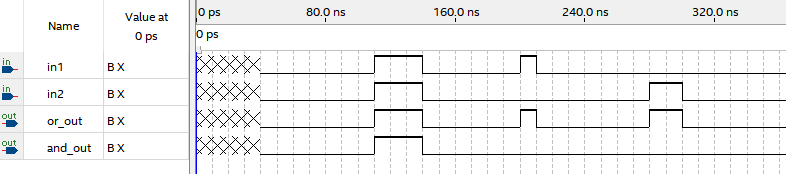 Name
Value at
0 ps
0 ps
80.0 ns
160.0 ns
240.0 ns
320.0 ns
0 ps
in
in1
B X
in
in2
B X
out
or_out
B X
out
and_out
B X